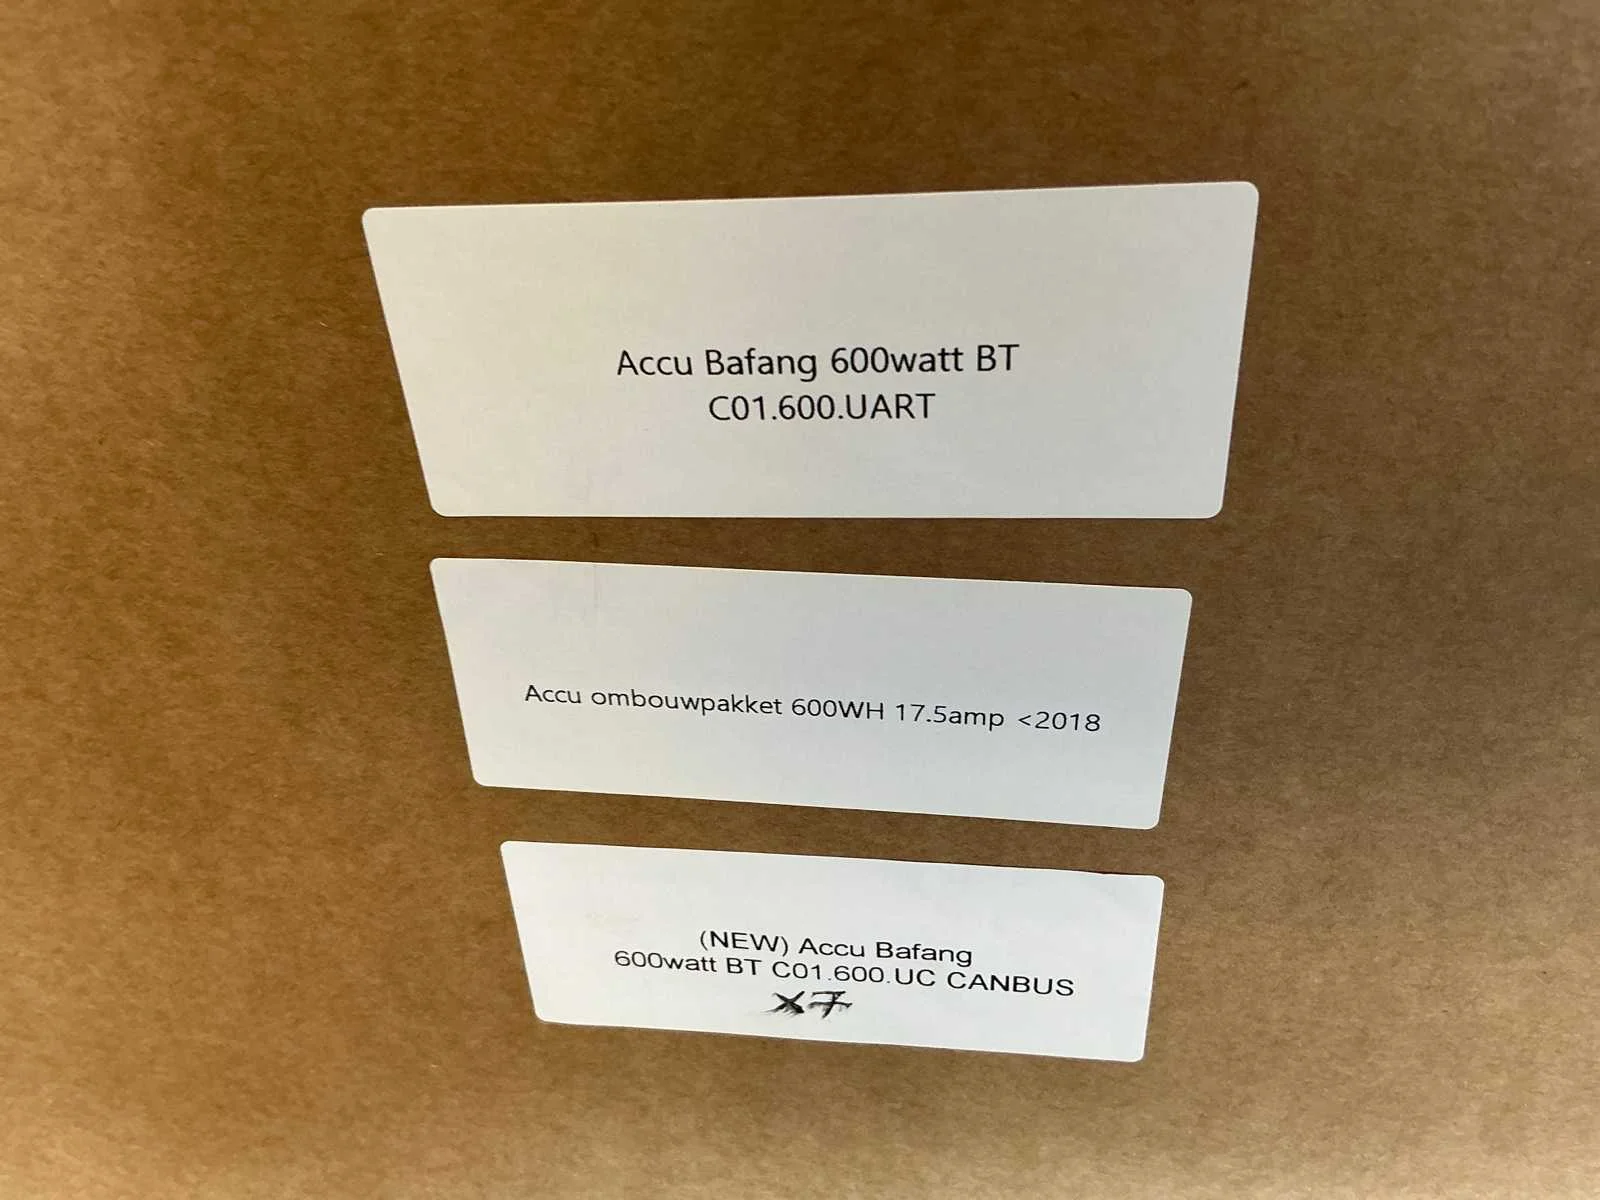 Accu Bafang 600watt BT
C01.600.UART
Accu ombouwpakket 600WH 17.5amp <2018
(NEW) Accu Bafang
600watt BT C01.600.UC CANBUS
X7